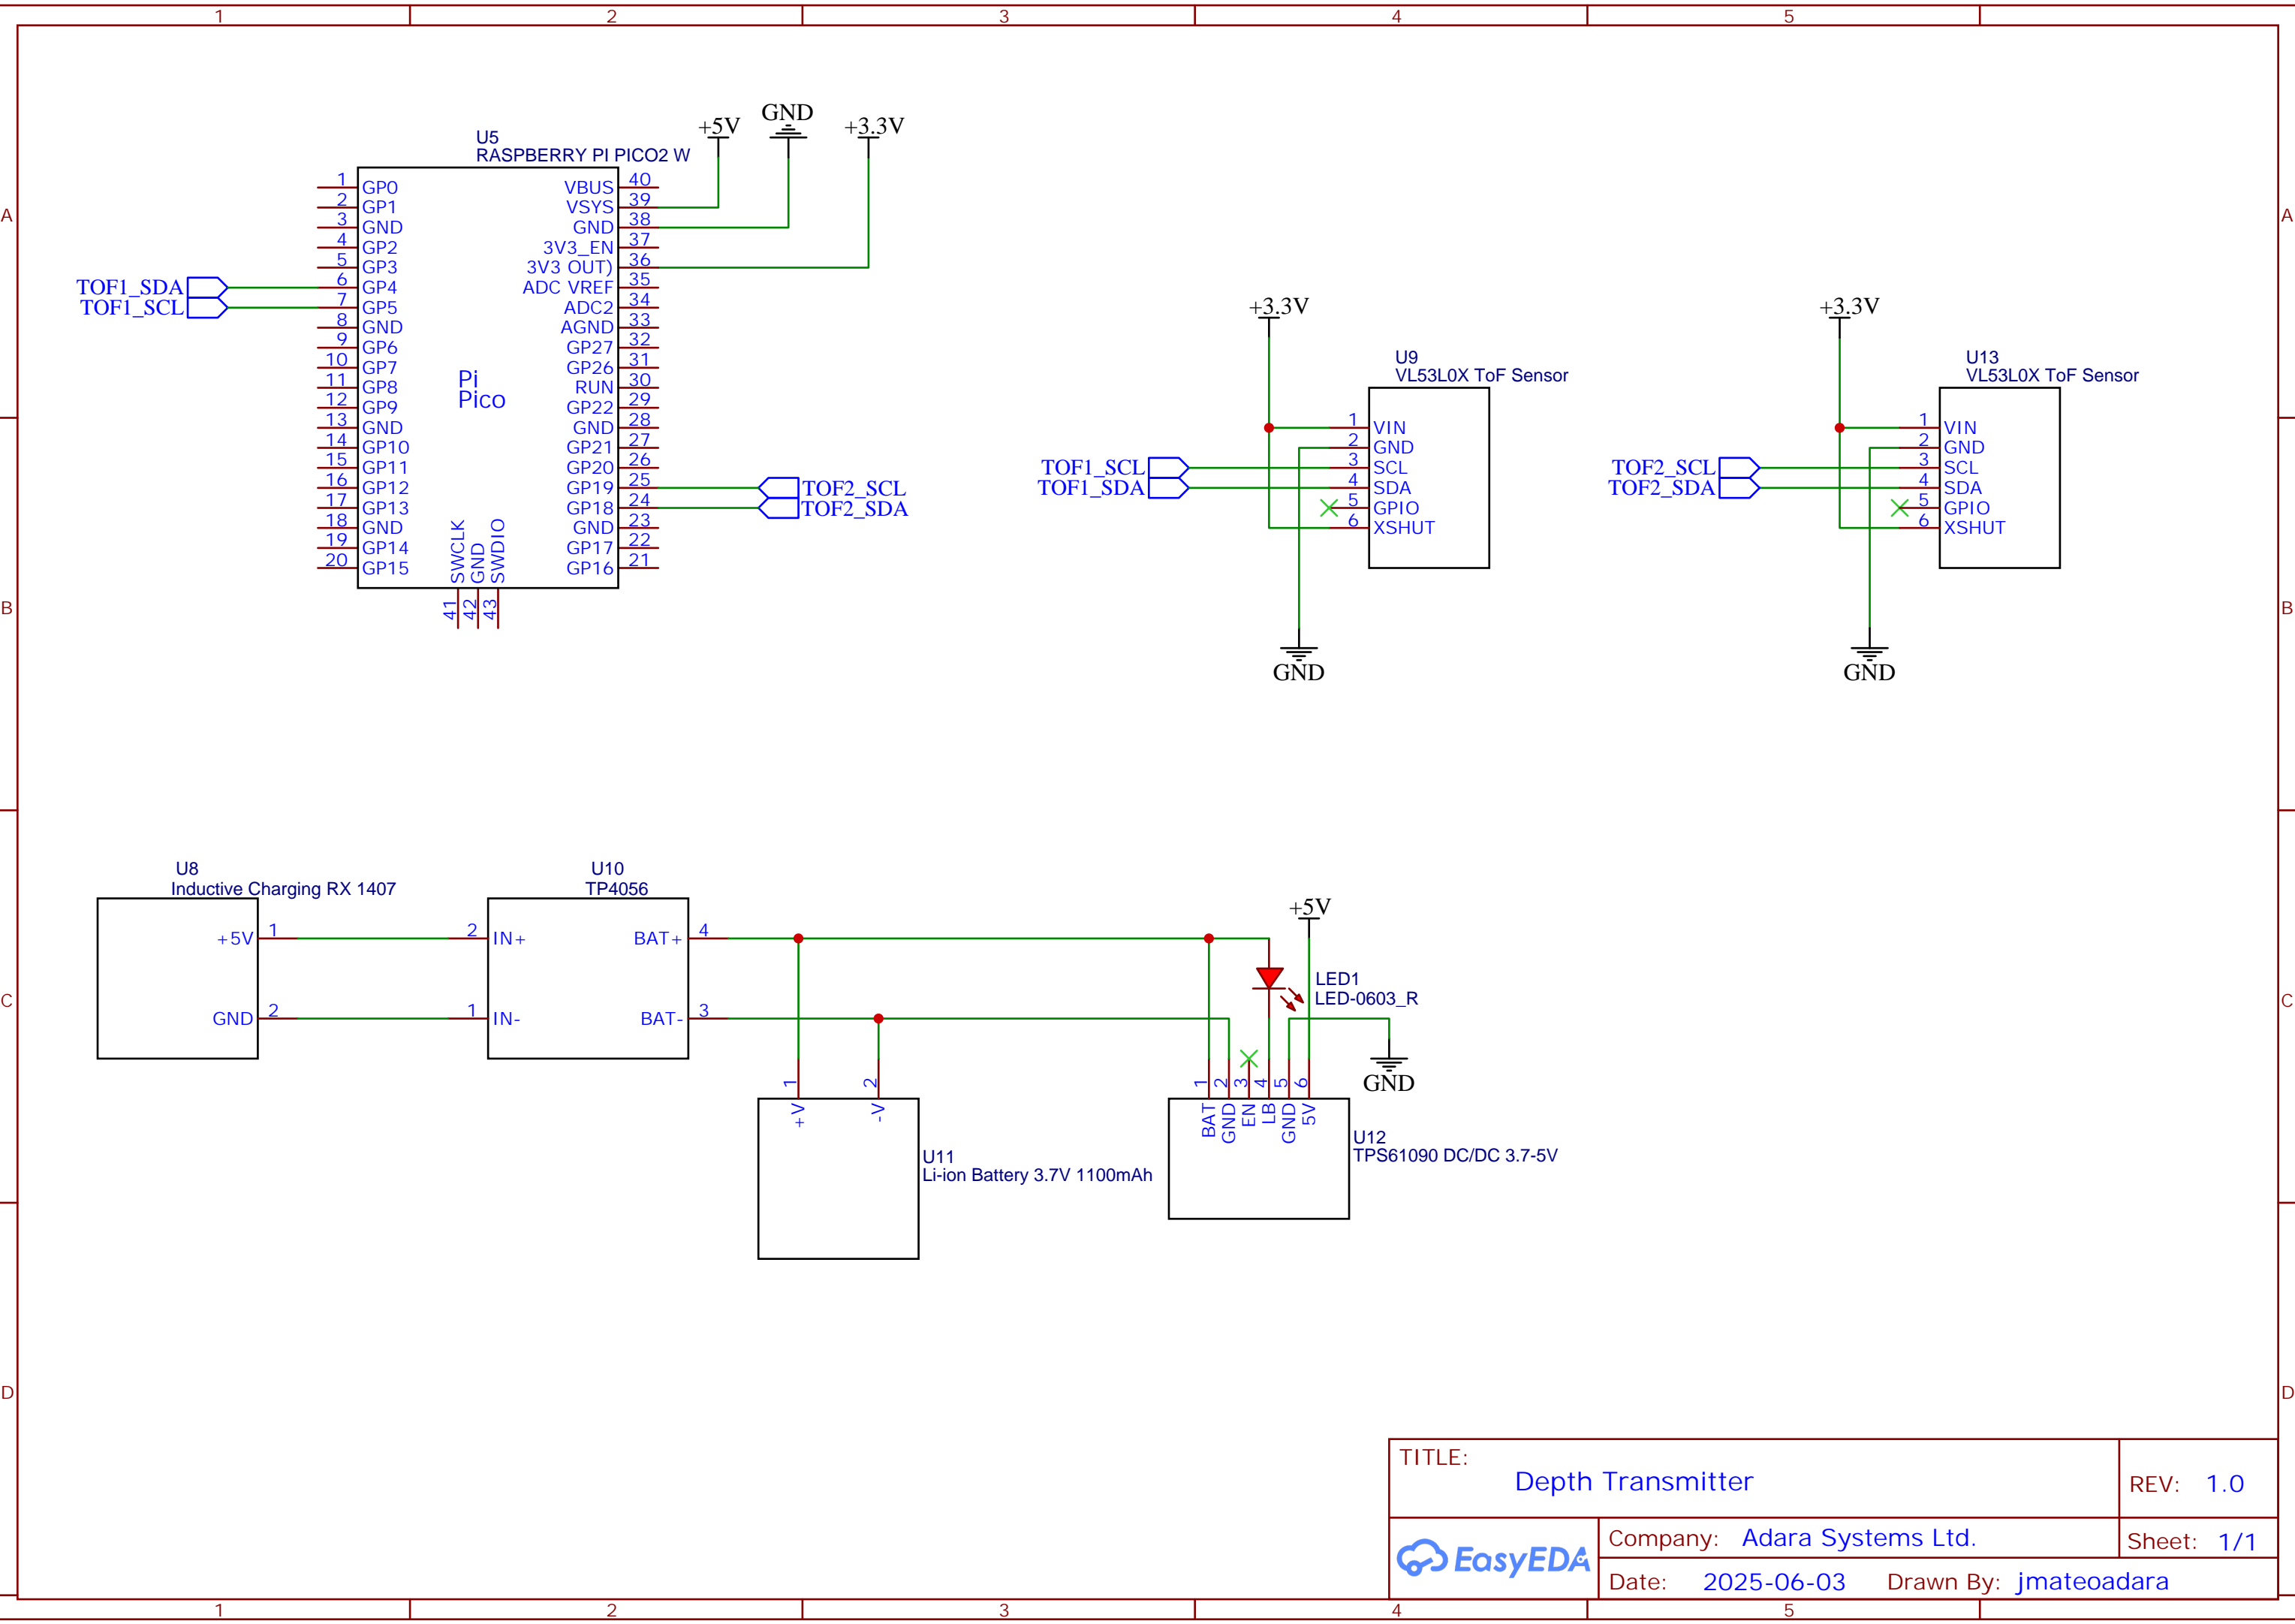 1 2 3 4 5
A A
B B
C C
D D
1 2 3 4 5
U5
RASPBERRY PI PICO2 W
+5V
GND
+3.3V
1 GP0
2 GP1
3 GND
4 GP2
5 GP3
6 GP4
7 GP5
8 GND
9 GP6
10 GP7
11 GP8
12 GP9
13 GND
14 GP10
15 GP11
16 GP12
17 GP13
18 GND
19 GP14
20 GP15
VBUS 40
VSYS 39
GND 38
3V3_EN 37
3V3 OUT) 36
ADC VREF 35
ADC2 34
AGND 33
GP27 32
GP26 31
RUN 30
GP22 29
GND 28
GP21 27
GP20 26
GP19 25
GP18 24
GND 23
GP17 22
GP16 21
Pi
Pico
SWCLK 41
GND 42
SWDIO 43
TOF1_SDA
TOF1_SCL
TOF2_SCL
TOF2_SDA
+3.3V
U9
VL53L0X ToF Sensor
1 VIN
2 GND
3 SCL
4 SDA
5 GPIO
6 XSHUT
TOF1_SCL
TOF1_SDA
GND
+3.3V
U13
VL53L0X ToF Sensor
1 VIN
2 GND
3 SCL
4 SDA
5 GPIO
6 XSHUT
TOF2_SCL
TOF2_SDA
GND
U8
Inductive Charging RX 1407
+5V 1
GND 2
U10
TP4056
2 IN+
1 IN-
BAT+ 4
BAT- 3
1 +V
2 -V
U11
Li-ion Battery 3.7V 1100mAh
+5V
LED1
LED-0603_R
GND
1 BAT
2 GND
3 EN
4 LB
5 GND
6 5V
U12
TPS61090 DC/DC 3.7-5V
TITLE:
Depth Transmitter
REV: 1.0
EasyEDA
Company: Adara Systems Ltd.
Sheet: 1/1
Date: 2025-06-03
Drawn By: jmateoadara